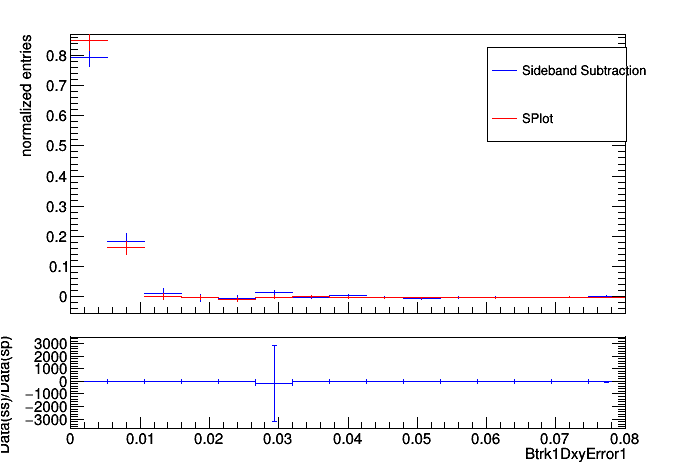 normalized entries
0.8
0.7
0.6
0.5
0.4
0.3
0.2
0.1
0
Sideband Subtraction
SPlot
Data(ss)/Data(sp)
3000
2000
1000
0
−1000
−2000
−3000
0 0.01 0.02 0.03 0.04 0.05 0.06 0.07 0.08
Btrk1DxyError1